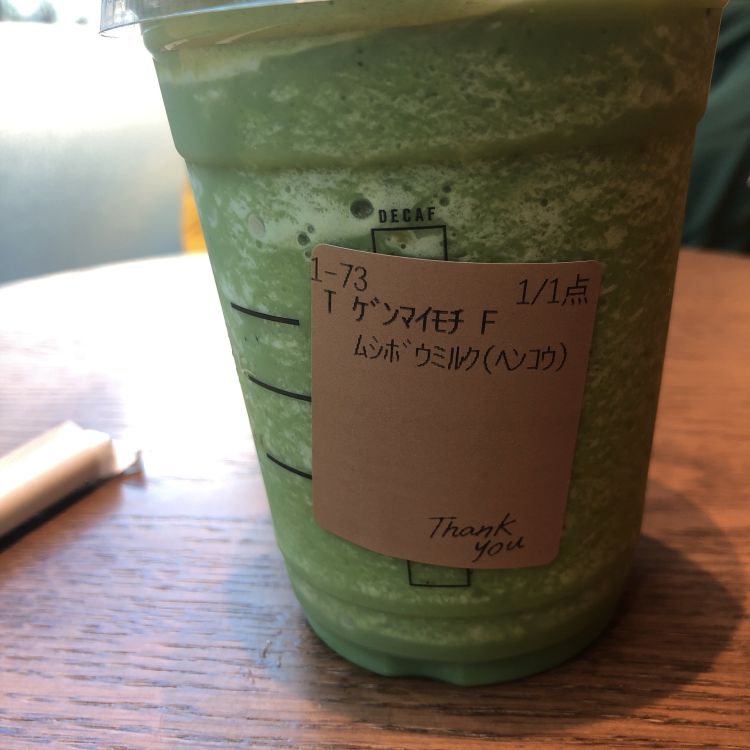 DECAF
1-73
1/1点
T ｹﾞﾝﾏｲﾓﾁ F
ﾑｼﾎﾞｳﾐﾙｸ(ﾍﾝｺｳ)
Thank
you